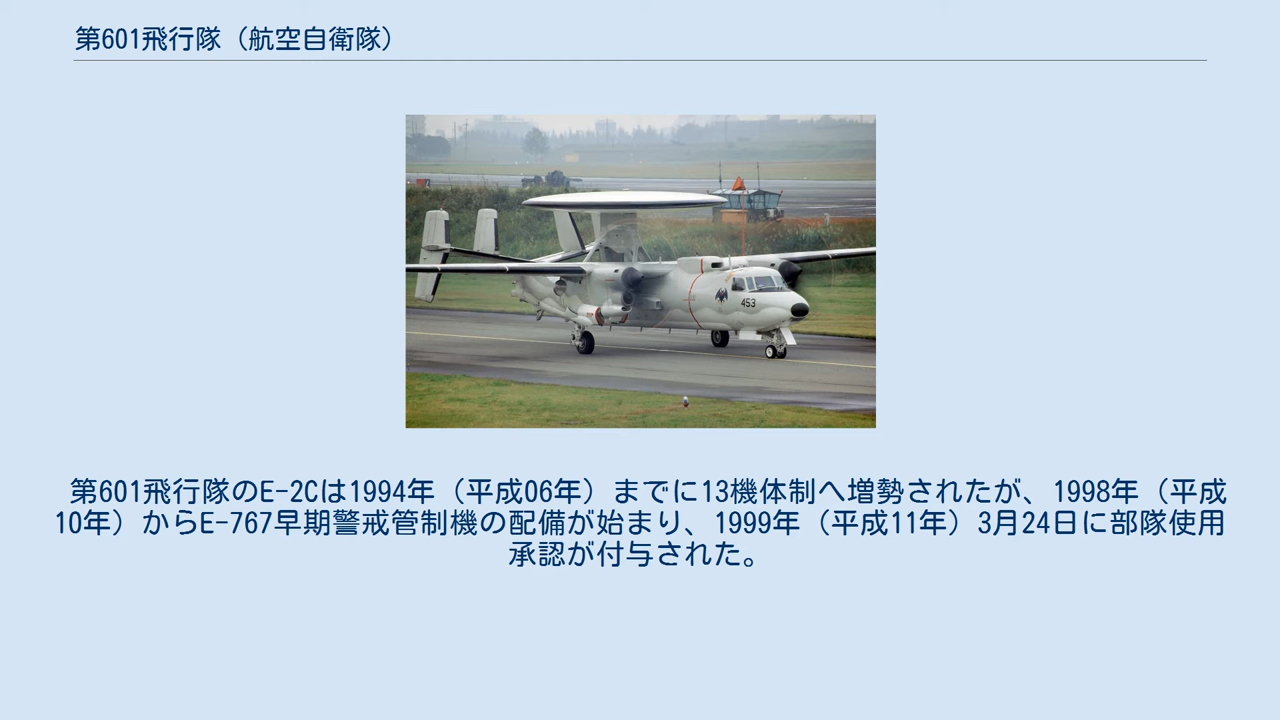 第601飛行隊（航空自衛隊）
453
第601飛行隊のE-2Cは1994年（平成06年）までに13機体制へ増勢されたが、1998年（平成
10年）からE-767早期警戒管制機の配備が始まり、1999年（平成11年）3月24日に部隊使用
承認が付与された。